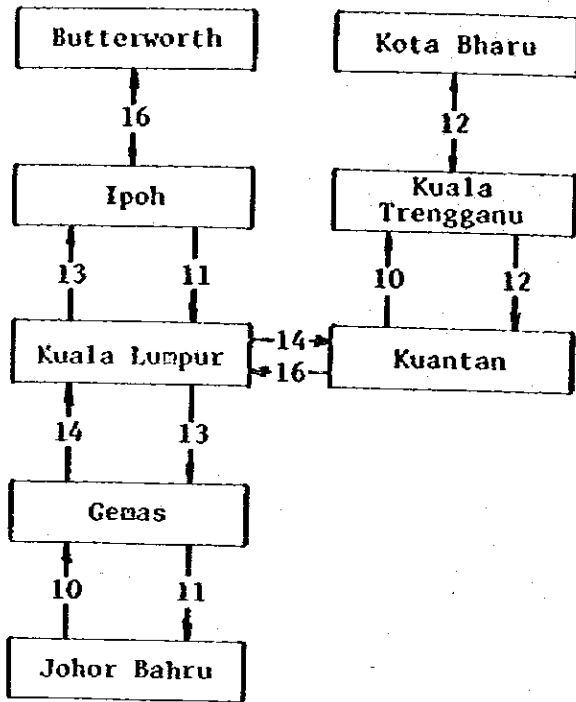 Butterworth
Kota Bharu
16
12
Ipoh
Kuala
Trengganu
13
11
10
12
Kuala Lumpur
14
16
Kuantan
14
13
Gemas
10
11
Johor Bahru